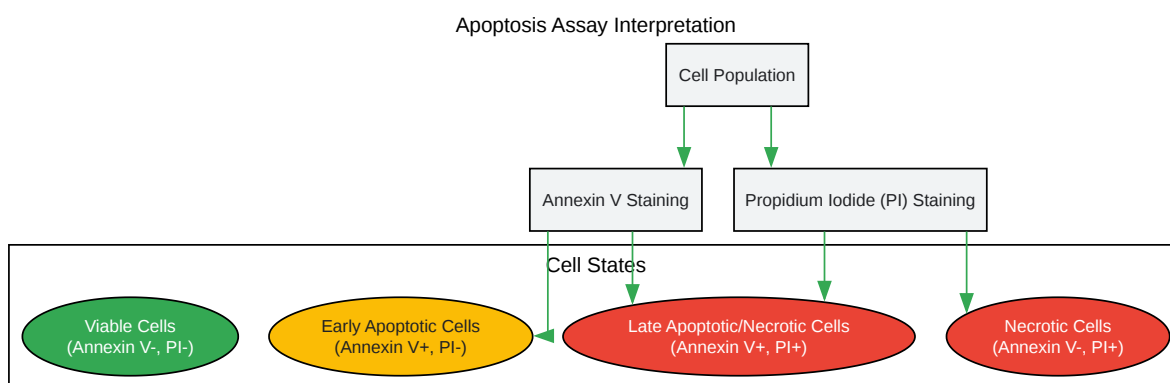 Apoptosis Assay Interpretation
Cell Population
Annexin V Staining
Propidium Iodide (PI) Staining
Cell States
Viable Cells
(Annexin V-, PI-)
Early Apoptotic Cells
(Annexin V+, PI-)
Late Apoptotic/Necrotic Cells
(Annexin V+, PI+)
Necrotic Cells
(Annexin V-, PI+)